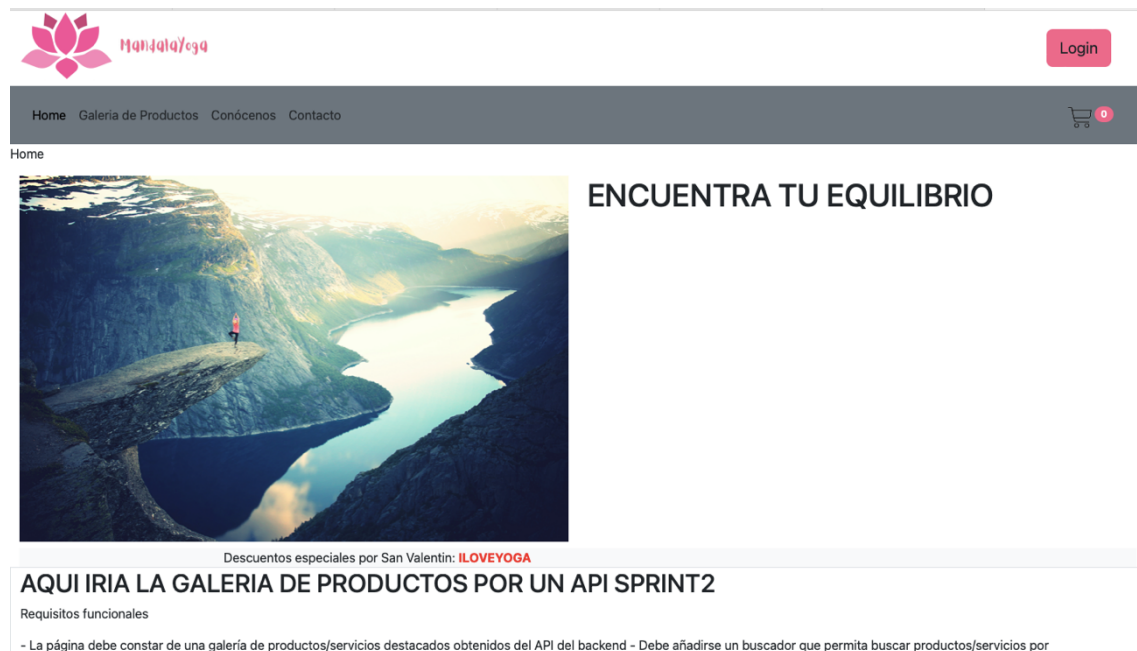 MandalaYoga
Login
Home Galeria de Productos Conócenos Contacto
0
Home
ENCUENTRA TU EQUILIBRIO
Descuentos especiales por San Valentin: ILOVEYOGA
AQUI IRIA LA GALERIA DE PRODUCTOS POR UN API SPRINT2
Requisitos funcionales
- La página debe constar de una galería de productos/servicios destacados obtenidos del API del backend - Debe añadirse un buscador que permita buscar productos/servicios por